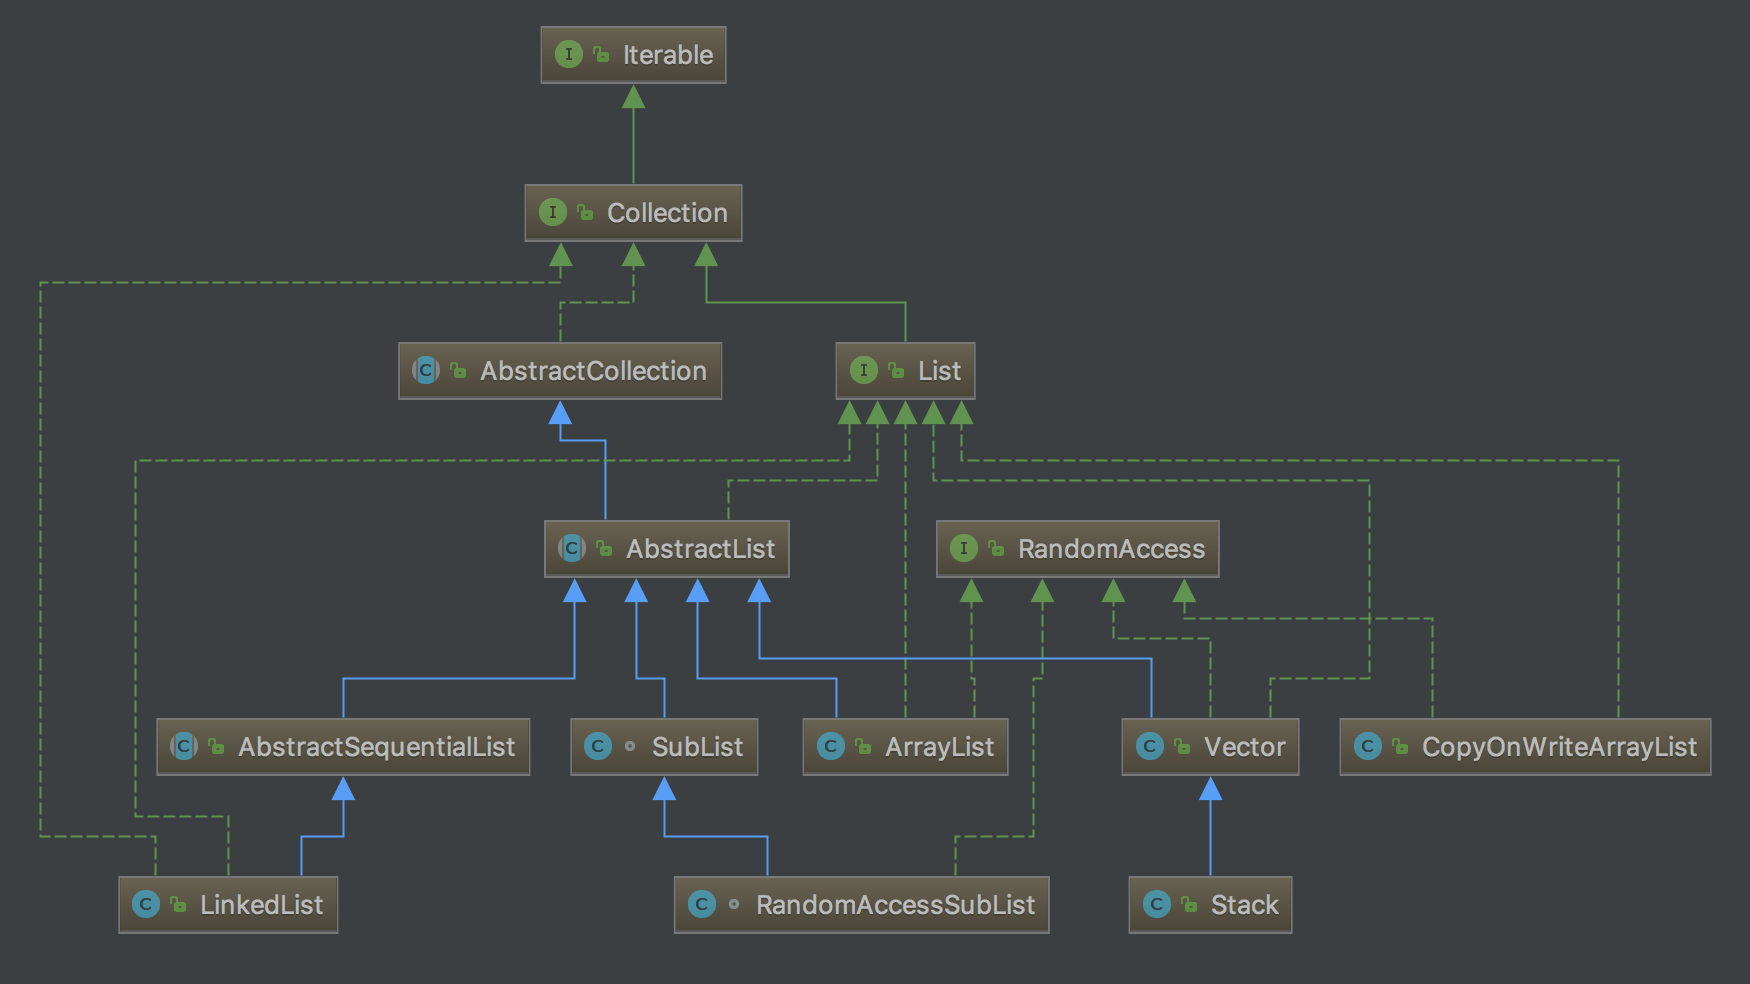 I Iterable
I Collection
C AbstractCollection
I List
C AbstractList
I RandomAccess
C AbstractSequentialList
C SubList
C ArrayList
C Vector
C CopyOnWriteArrayList
C LinkedList
C RandomAccessSubList
C Stack